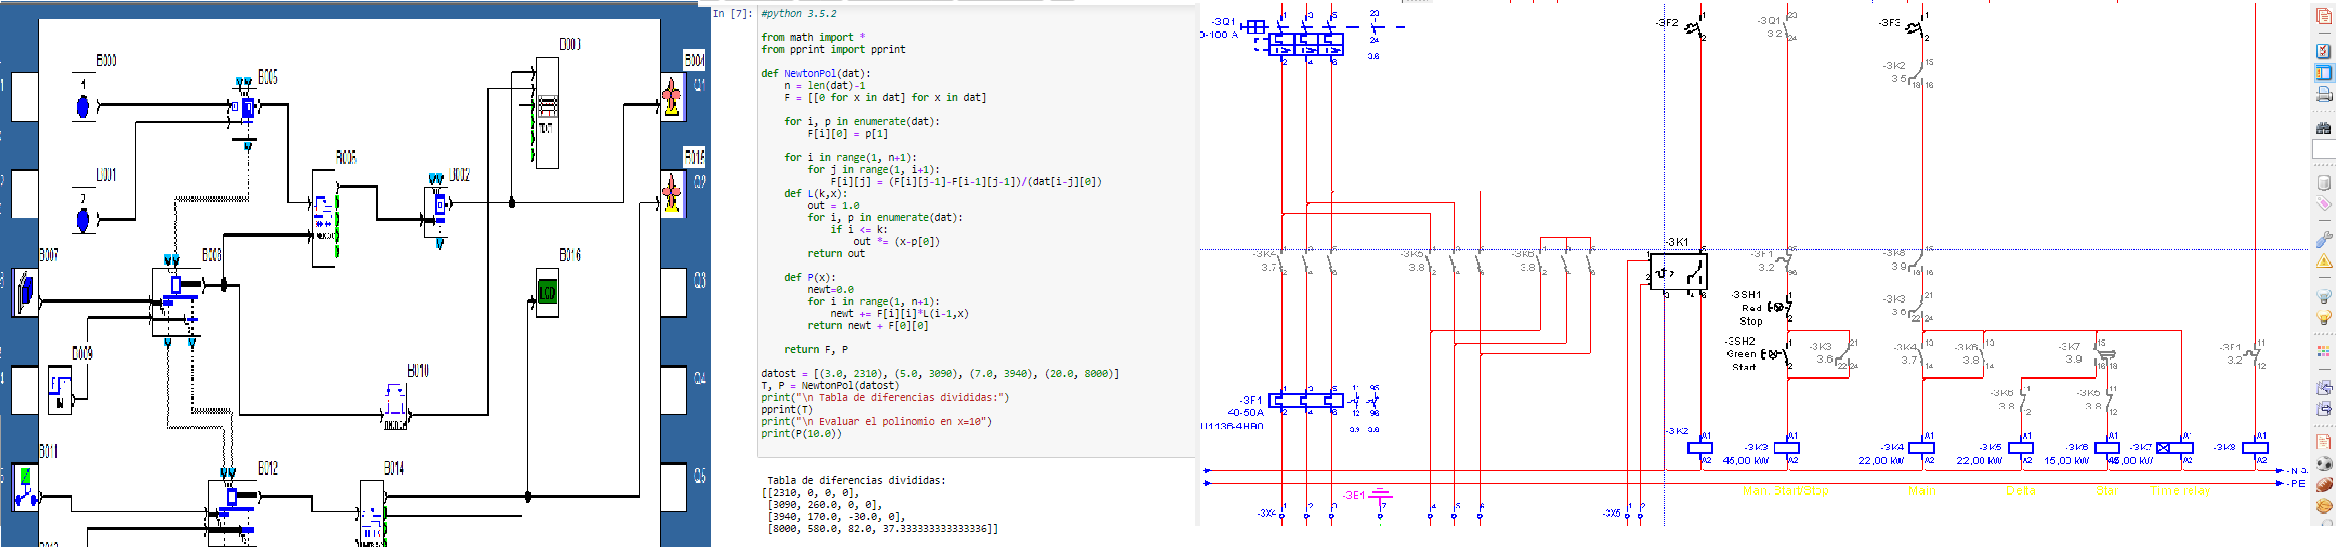 B000
B005
B001
B002
B003
B004
Q1
B015
Q2
B006
B007
B008
Q3
B016
LCD
TEXT
B009
B010
Q4
B011
B012
B014
Q5
In [7]:
#python 3.5.2
from math import *
from pprint import pprint
def NewtonPol(dat):
n = len(dat)-1
F = [[0 for x in dat] for x in dat]
for i, p in enumerate(dat):
F[i][0] = p[1]
for i in range(1, n+1):
for j in range(1, i+1):
F[i][j] = (F[i][j-1]-F[i-1][j-1])/(dat[i-j][0])
def L(k,x):
out = 1.0
for i, p in enumerate(dat):
if i <= k:
out *= (x-p[0])
return out
def P(x):
newt=0.0
for i in range(1, n+1):
newt += F[i][i]*L(i-1,x)
return newt + F[0][0]
return F, P
datost = [(3.0, 2310), (5.0, 3090), (7.0, 3940), (20.0, 8000)]
T, P = NewtonPol(datost)
print("\n Tabla de diferencias divididas:")
pprint(T)
print("\n Evaluar el polinomio en x=10")
print(P(10.0))
Tabla de diferencias divididas:
[[2310, 0, 0, 0],
[3090, 260.0, 0, 0],
[3940, 170.0, -30.0, 0],
[8000, 580.0, 82.0, 37.333333333333336]]
-3Q1
0-100 A
-3F2
-3Q1
3.2
-3F3
-3K2
3.5
-3K4
3.7
-3K5
3.8
-3K6
3.8
-3K1
-3F1
3.2
-3K8
3.9
-3SH1
Red
Stop
-3K3
3.6
-3SH2
Green
Start
-3K3
3.6
-3K4
3.7
-3K6
3.8
-3K7
3.9
-3F1
3.2
-3K6
3.8
-3K5
3.8
-3F1
40-50A
-3K2
-3K3
45,00 kW
-3K4
22,00 kW
-3K5
22,00 kW
-3K6
15,00 kW
-3K7
-3K8
Man. Start/Stop
Main
Delta
Star
Time relay
-PE
-3E1
-3X4
-3X5